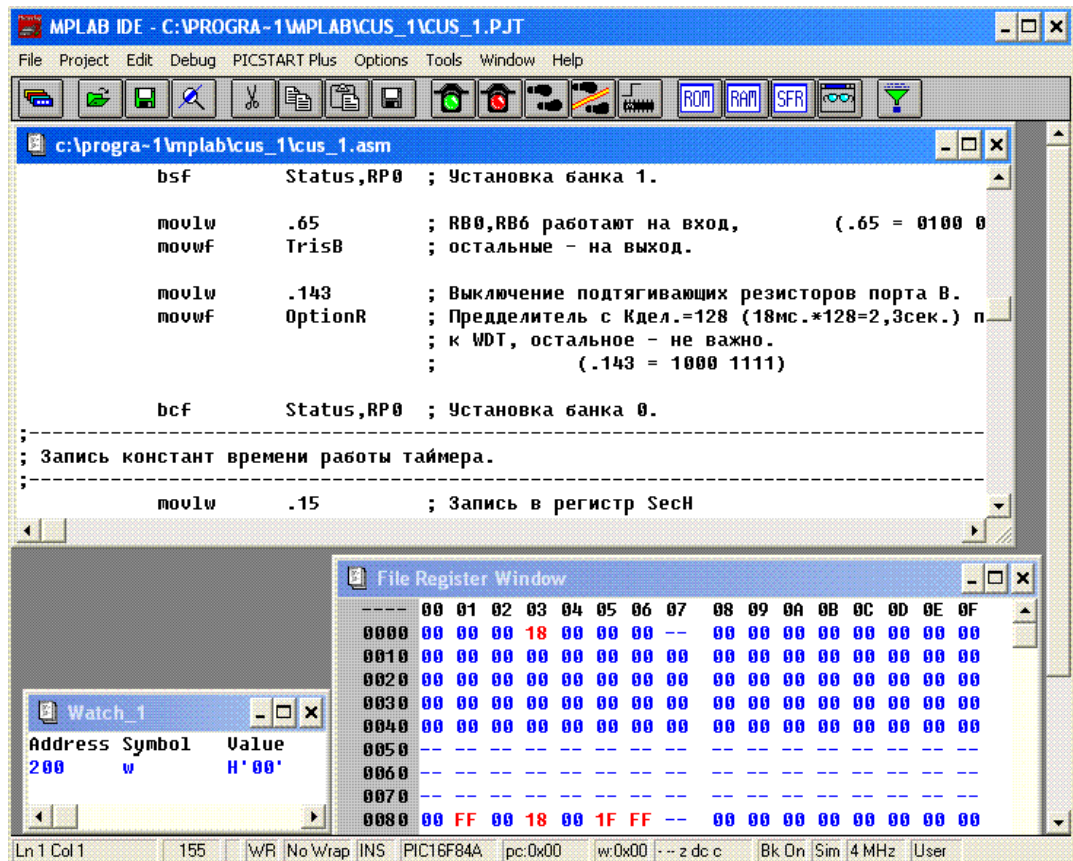 MPLAB IDE - C:\PROGRA~1\MPLAB\CUS_1\CUS_1.PJT
File Project Edit Debug PICSTART Plus Options Tools Window Help
ROM RAM SFR
c:\progra~1\mplab\cus_1\cus_1.asm
bsf Status,RP0 ; Установка банка 1.
movlw .65 ; RB0,RB6 работают на вход, (.65 = 0100 0
movwf TrisB ; остальные - на выход.
movlw .143 ; Выключение подтягивающих резисторов порта B.
movwf OptionR ; Предделитель с Кдел.=128 (18мс.*128=2,3сек.) п
; к WDT, остальное - не важно.
; (.143 = 1000 1111)
bcf Status,RP0 ; Установка банка 0.
;------------------------------------------------------------
; Запись констант времени работы таймера.
;------------------------------------------------------------
movlw .15 ; Запись в регистр SecH
File Register Window
---- 00 01 02 03 04 05 06 07 08 09 0A 0B 0C 0D 0E 0F
0000 00 00 00 18 00 00 00 -- 00 00 00 00 00 00 00 00
0010 00 00 00 00 00 00 00 00 00 00 00 00 00 00 00 00
0020 00 00 00 00 00 00 00 00 00 00 00 00 00 00 00 00
0030 00 00 00 00 00 00 00 00 00 00 00 00 00 00 00 00
0040 00 00 00 00 00 00 00 00 00 00 00 00 00 00 00 00
0050 -- -- -- -- -- -- -- -- -- -- -- -- -- -- -- --
0060 -- -- -- -- -- -- -- -- -- -- -- -- -- -- -- --
0070 -- -- -- -- -- -- -- -- -- -- -- -- -- -- -- --
0080 00 FF 00 18 00 1F FF -- 00 00 00 00 00 00 00 00
Watch_1
Address Symbol Value
200 w H'00'
Ln 1 Col 1 155 WR No Wrap INS PIC16F84A pc:0x00 w:0x00 - -- z dc c Bk On Sim 4 MHz User